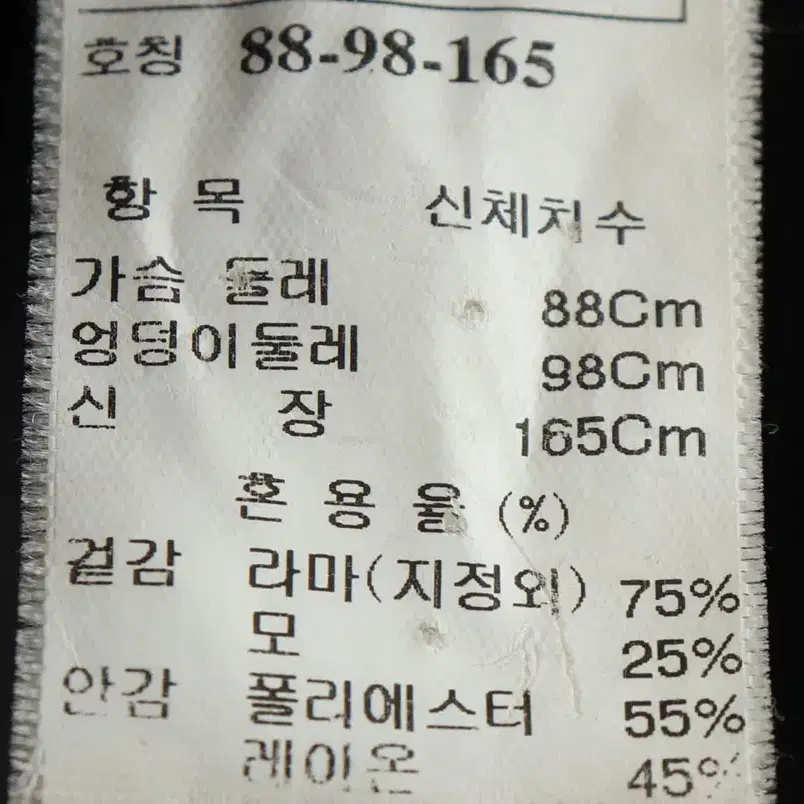 호칭 88-98-165
항 목 신체치수
가슴 둘레 88Cm
엉덩이둘레 98Cm
신 장 165Cm
혼 용 율 (%)
겉감 라마(지정외) 75%
모 25%
안감 폴리에스터 55%
레이온 45%